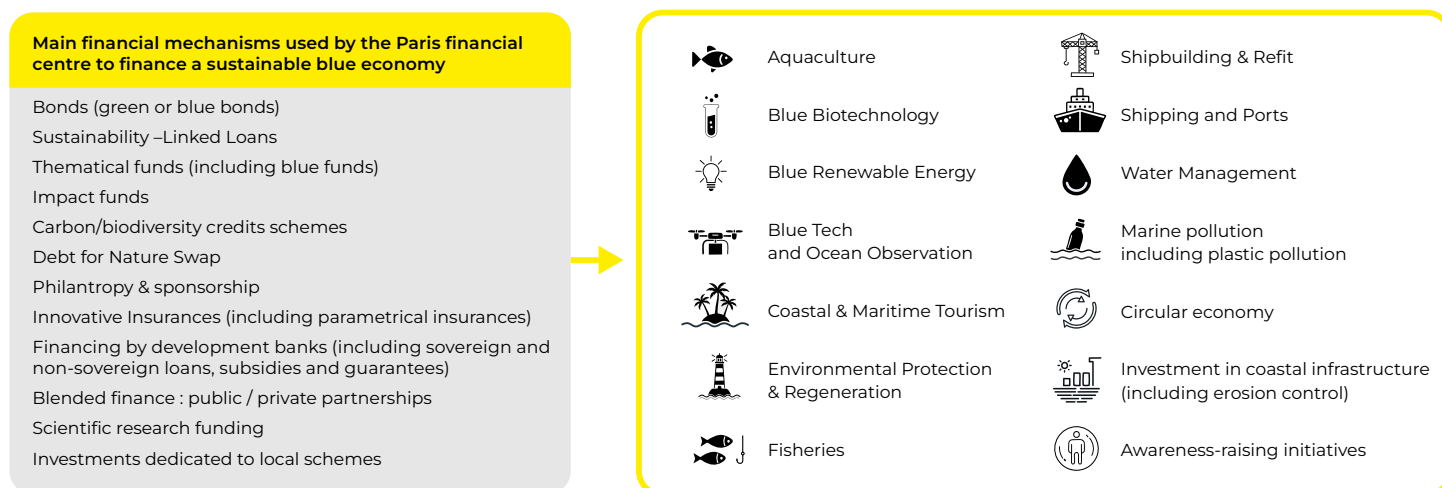 Main financial mechanisms used by the Paris financial
centre to finance a sustainable blue economy
Bonds (green or blue bonds)
Sustainability –Linked Loans
Thematical funds (including blue funds)
Impact funds
Carbon/biodiversity credits schemes
Debt for Nature Swap
Philantropy & sponsorship
Innovative Insurances (including parametrical insurances)
Financing by development banks (including sovereign and
non-sovereign loans, subsidies and guarantees)
Blended finance : public / private partnerships
Scientific research funding
Investments dedicated to local schemes
Aquaculture
Blue Biotechnology
Blue Renewable Energy
Blue Tech
and Ocean Observation
Coastal & Maritime Tourism
Environmental Protection
& Regeneration
Fisheries
Shipbuilding & Refit
Shipping and Ports
Water Management
Marine pollution
including plastic pollution
Circular economy
Investment in coastal infrastructure
(including erosion control)
Awareness-raising initiatives